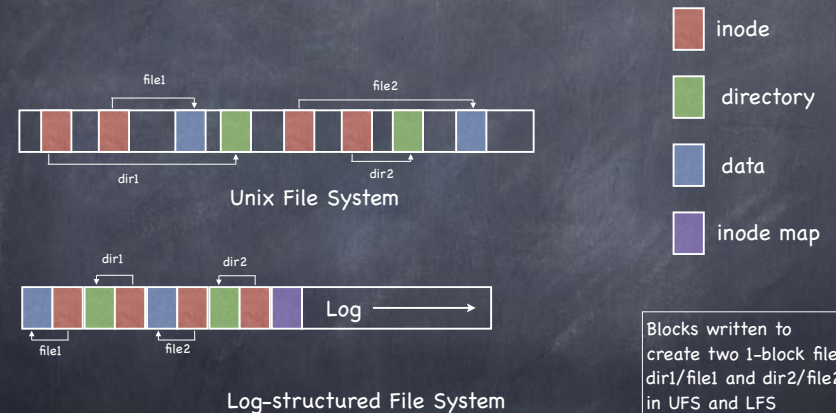 inode
file1
file2
directory
dir1
dir2
Unix File System
data
inode map
dir1
dir2
Log
file1
file2
Blocks written to
create two 1-block file
dir1/file1 and dir2/file2
in UFS and LFS
Log-structured File System